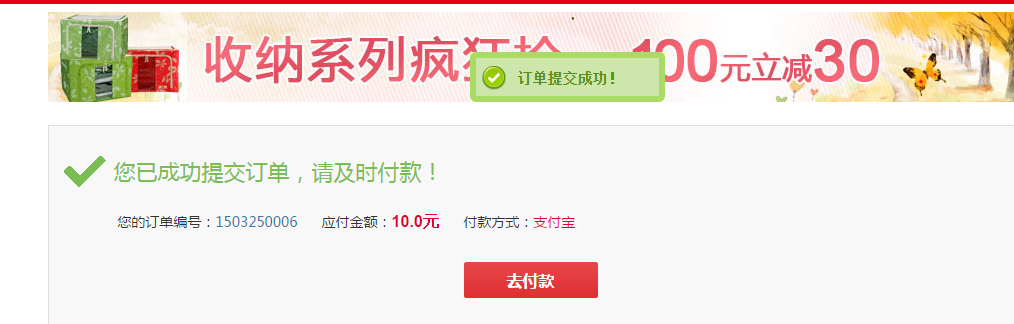 收纳系列疯狂抢 100元立减30
订单提交成功！
您已成功提交订单，请及时付款！
您的订单编号：1503250006 应付金额：10.0元 付款方式：支付宝
去付款